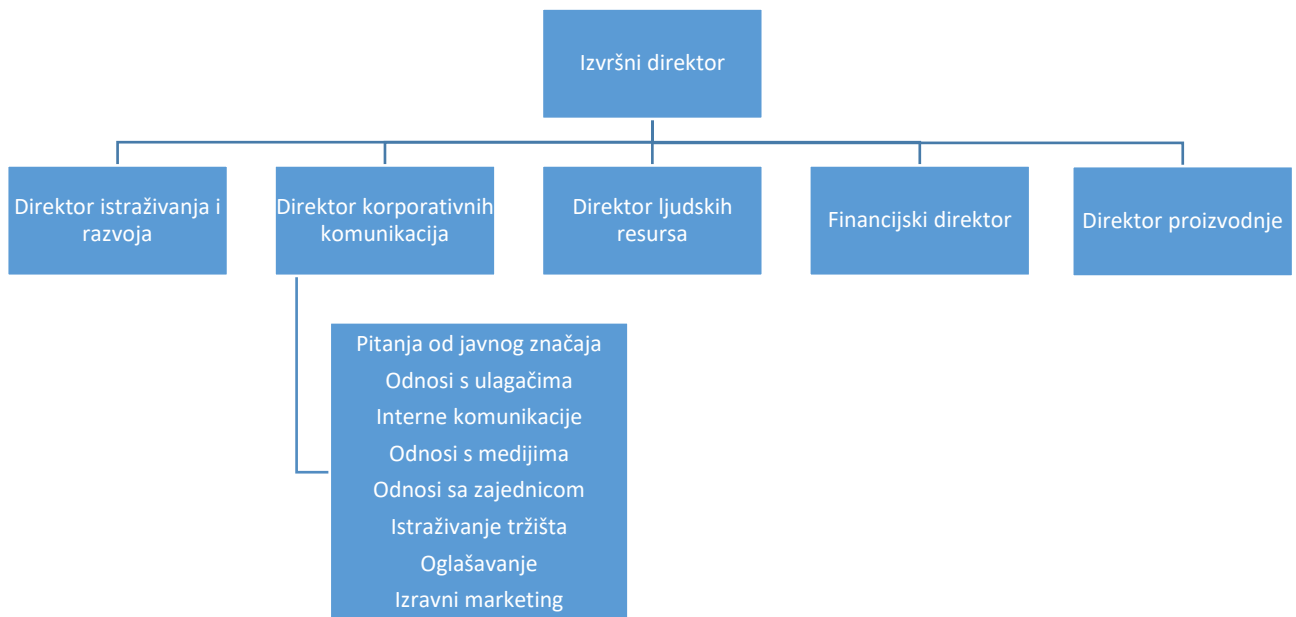 Izvršni direktor
Direktor istraživanja i
razvoja
Direktor korporativnih
komunikacija
Direktor ljudskih
resursa
Financijski direktor
Direktor proizvodnje
Pitanja od javnog značaja
Odnosi s ulagačima
Interne komunikacije
Odnosi s medijima
Odnosi sa zajednicom
Istraživanje tržišta
Oglašavanje
Izravni marketing